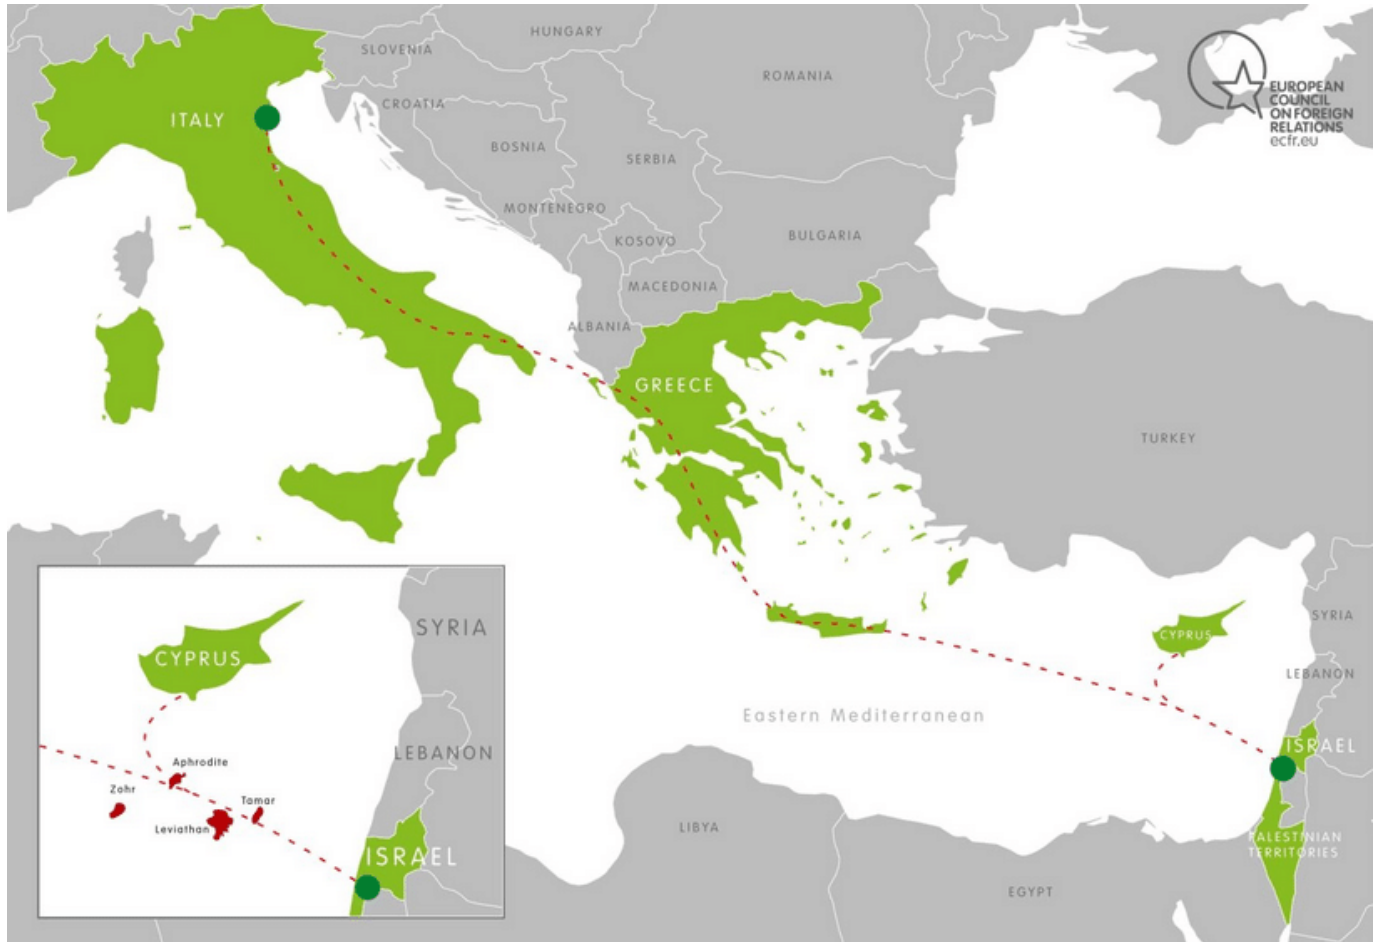 HUNGARY
SLOVENIA
ROMANIA
EUROPEAN
COUNCIL
ON FOREIGN
RELATIONS
ecfr.eu
CROATIA
ITALY
BOSNIA
SERBIA
MONTENEGRO
BULGARIA
KOSOVO
MACEDONIA
ALBANIA
GREECE
TURKEY
SYRIA
CYPRUS
LEBANON
Eastern Mediterranean
ISRAEL
LIBYA
PALESTINIAN
TERRITORIES
EGYPT
SYRIA
CYPRUS
LEBANON
Aphrodite
Zohr
Tamar
Leviathan
ISRAEL